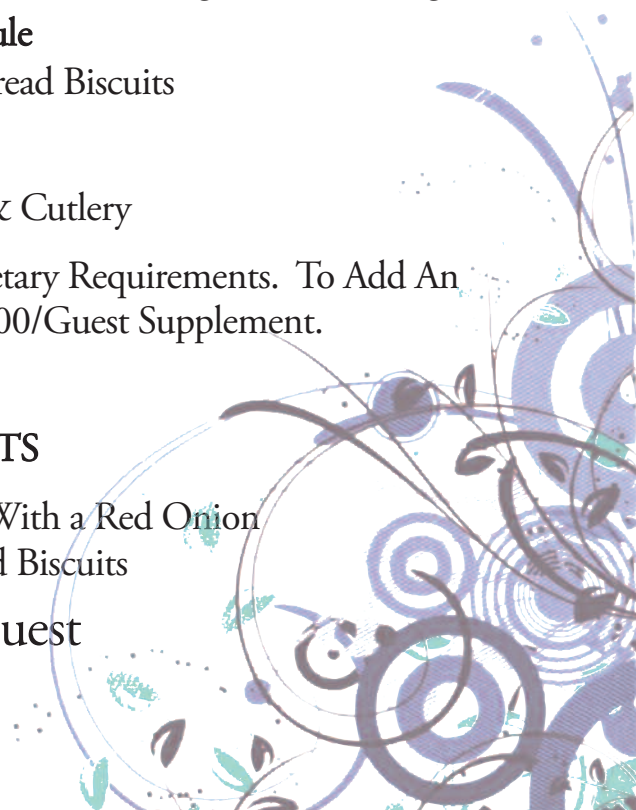 ule
read Biscuits
& Cutlery
etary Requirements. To Add An
00/Guest Supplement.
TS
With a Red Onion
d Biscuits
uest